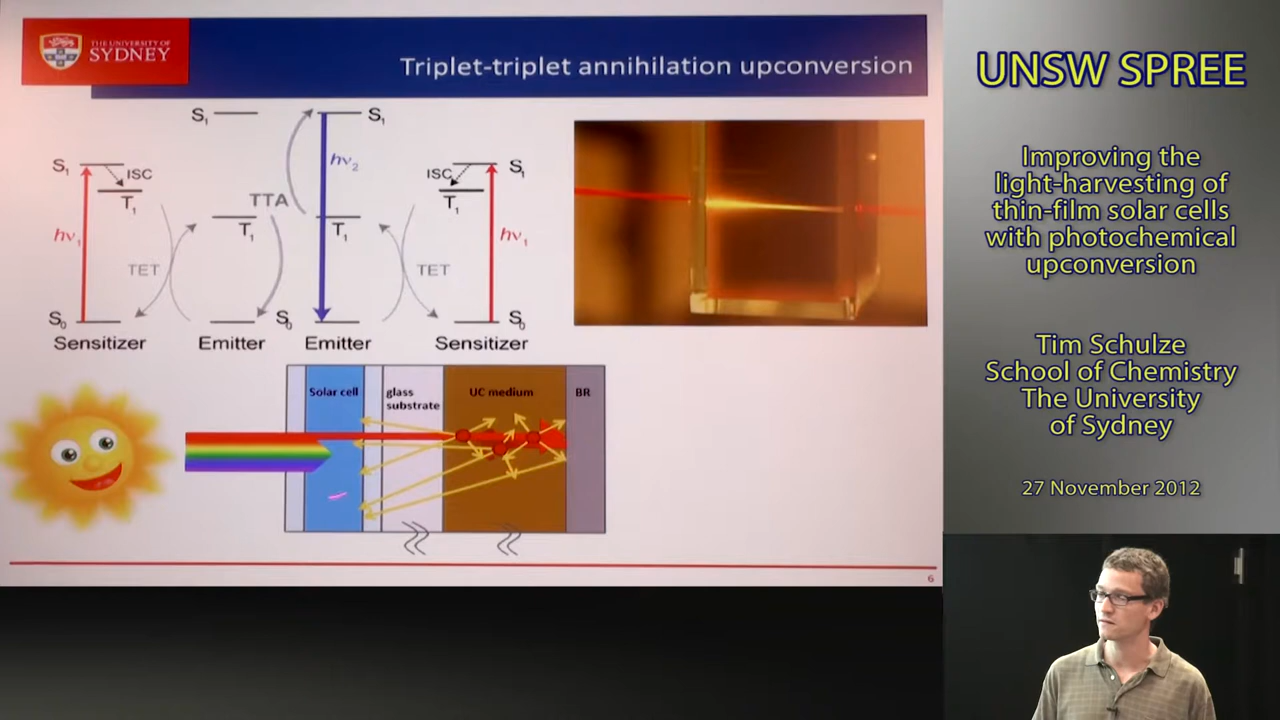 THE UNIVERSITY OF
SYDNEY
Triplet-triplet annihilation upconversion
S1
S1
S1
ISC
T1
hν2
TTA
ISC
S1
T1
hν1
T1
T1
hν1
TET
TET
S0
S0
S0
Sensitizer
Emitter
Emitter
Sensitizer
Solar cell
glass
substrate
UC medium
BR
6
UNSW SPREE
Improving the
light-harvesting of
thin-film solar cells
with photochemical
upconversion
Tim Schulze
School of Chemistry
The University
of Sydney
27 November 2012